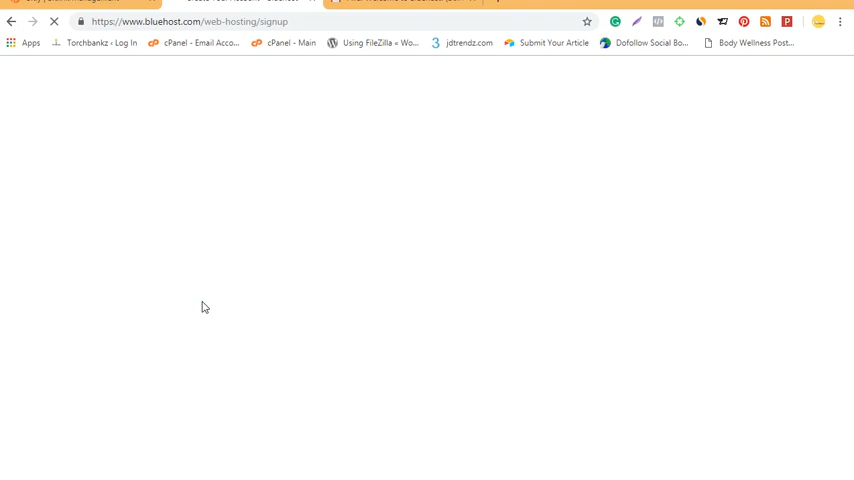 https://www.bluehost.com/web-hosting/signup
Apps
Torchbankz ‹ Log In
cPanel - Email Acco...
cPanel - Main
Using FileZilla « Wo...
3 jdtrendz.com
Submit Your Article
Dofollow Social Bo...
Body Wellness Post...